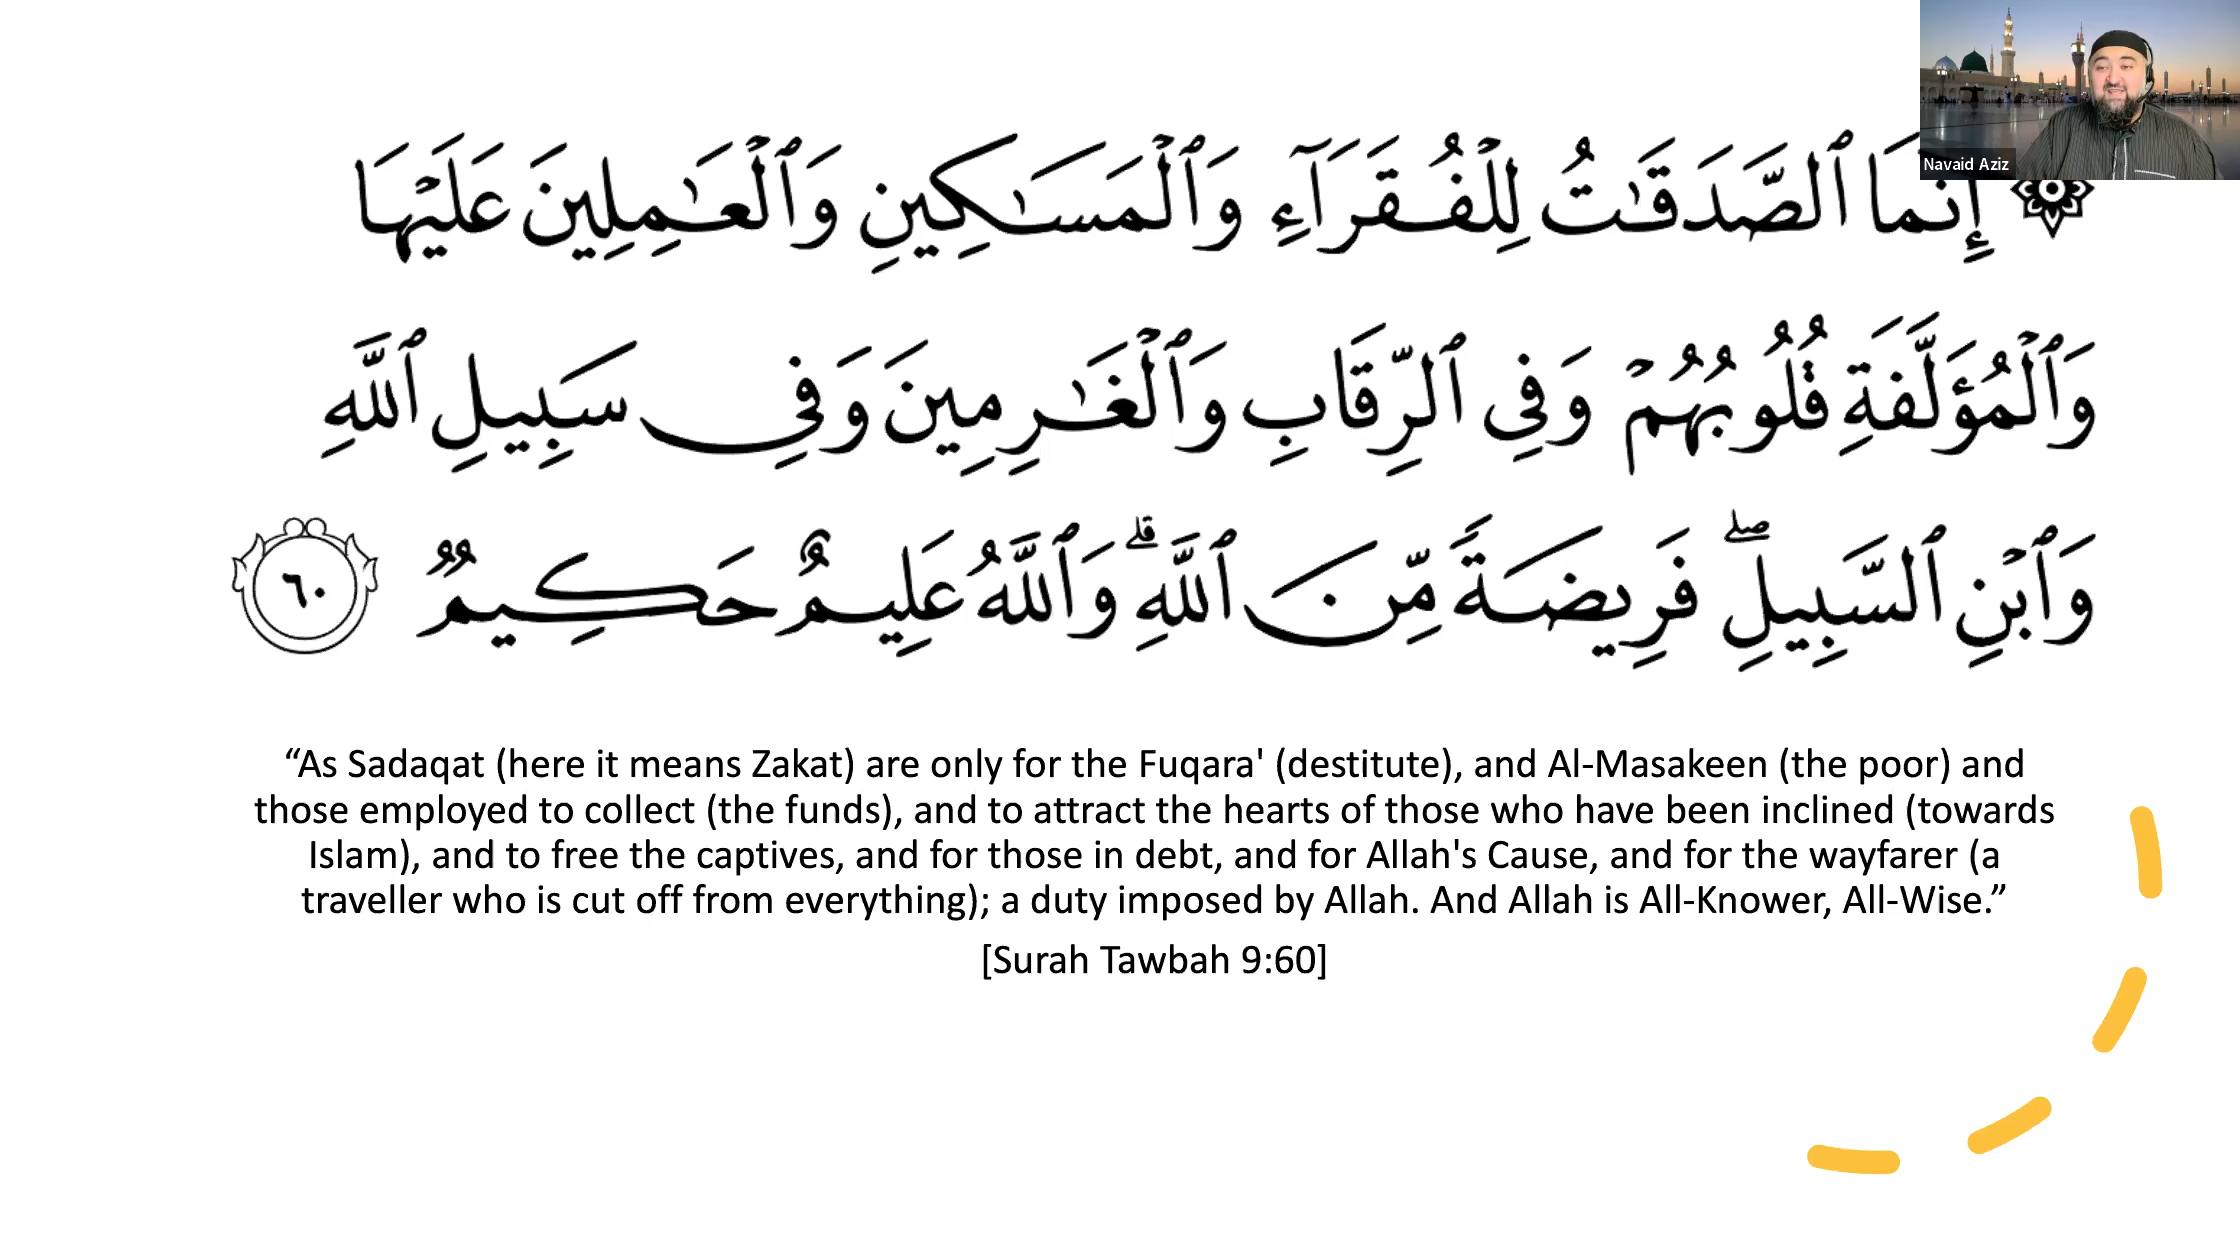 Navaid Aziz
۞ إِنَّمَا ٱلصَّدَقَـٰتُ لِلْفُقَرَآءِ وَٱلْمَسَـٰكِينِ وَٱلْعَـٰمِلِينَ عَلَيْهَا
وَٱلْمُؤَلَّفَةِ قُلُوبُهُمْ وَفِى ٱلرِّقَابِ وَٱلْغَـٰرِمِينَ وَفِى سَبِيلِ ٱللَّهِ
وَٱبْنِ ٱلسَّبِيلِ ۖ فَرِيضَةًۭ مِّنَ ٱللَّهِ ۗ وَٱللَّهُ عَلِيمٌ حَكِيمٌۭ ٦٠
“As Sadaqat (here it means Zakat) are only for the Fuqara' (destitute), and Al-Masakeen (the poor) and
those employed to collect (the funds), and to attract the hearts of those who have been inclined (towards
Islam), and to free the captives, and for those in debt, and for Allah's Cause, and for the wayfarer (a
traveller who is cut off from everything); a duty imposed by Allah. And Allah is All-Knower, All-Wise.”
[Surah Tawbah 9:60]